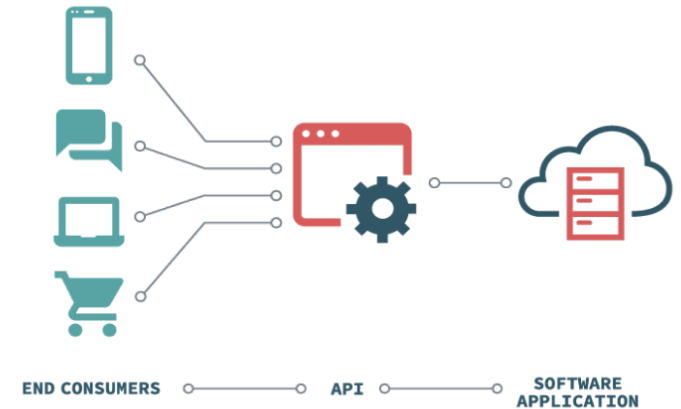 END CONSUMERS
API
SOFTWARE
APPLICATION